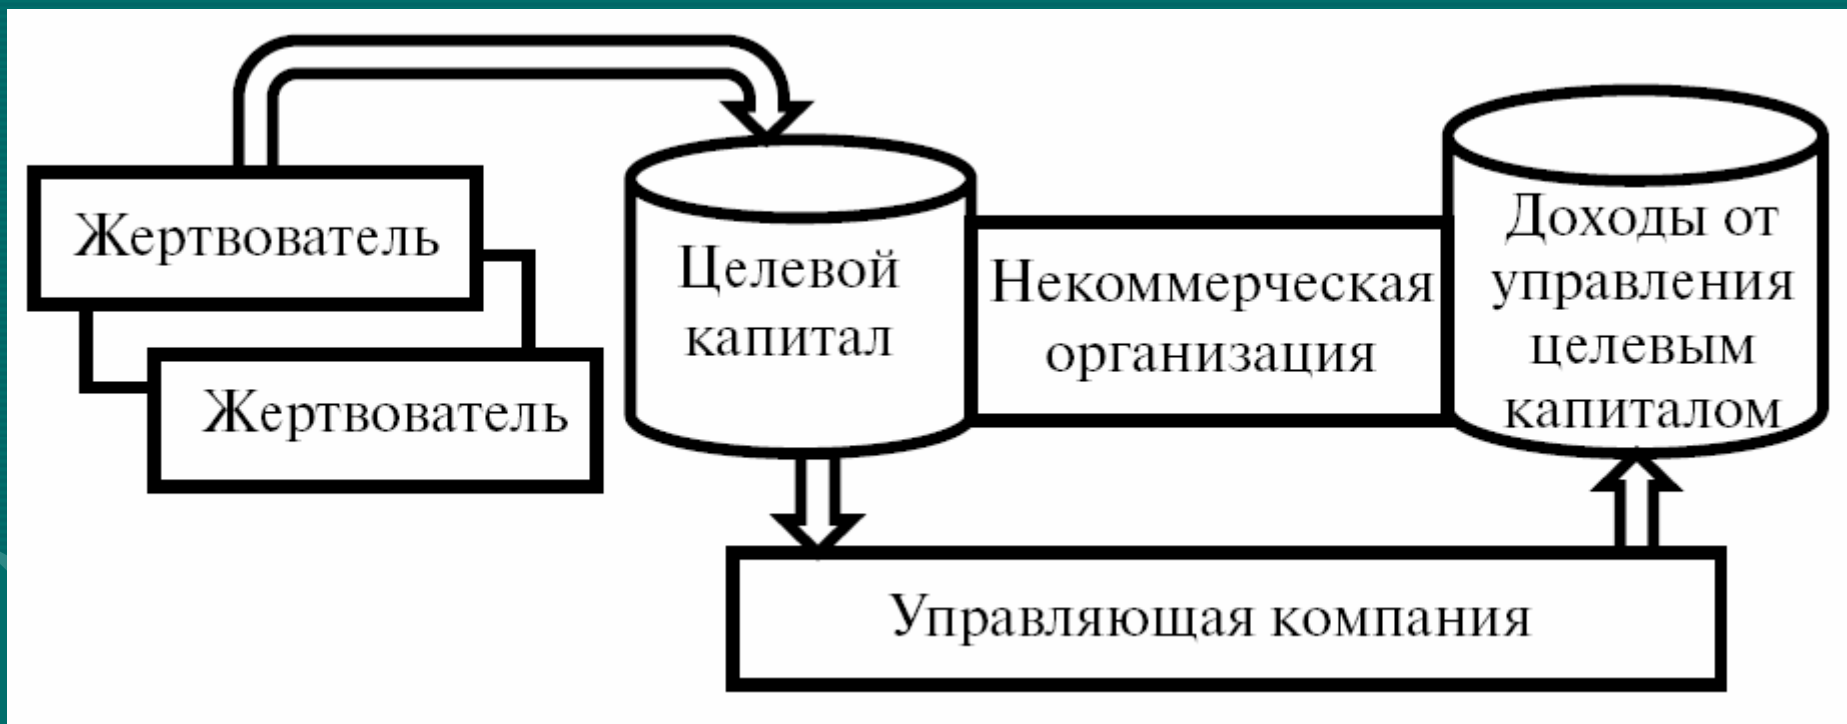 Жертвователь
Жертвователь
Целевой
капитал
Некоммерческая
организация
Доходы от
управления
целевым
капиталом
Управляющая компания